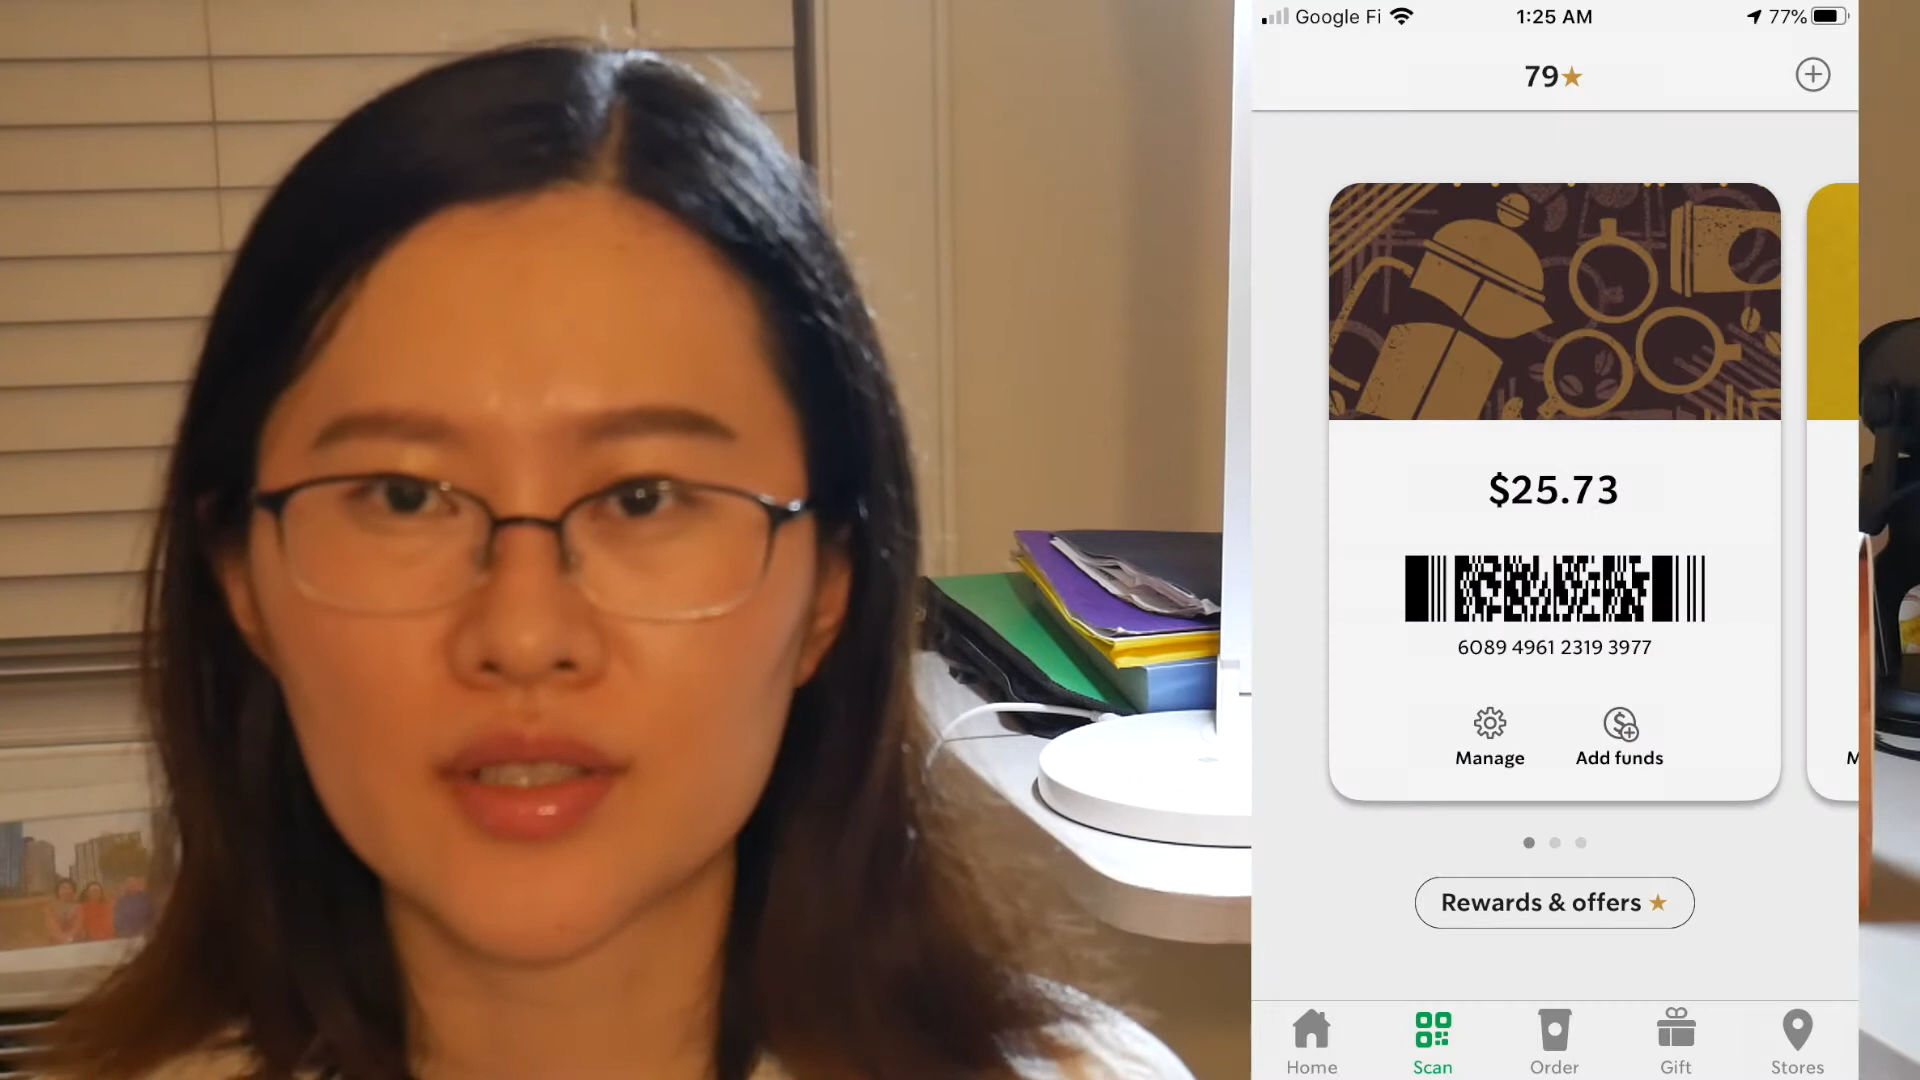 Google Fi 1:25 AM 77%
79
$25.73
6089 4961 2319 3977
Manage Add funds
M
Rewards & offers
Home Scan Order Gift Stores